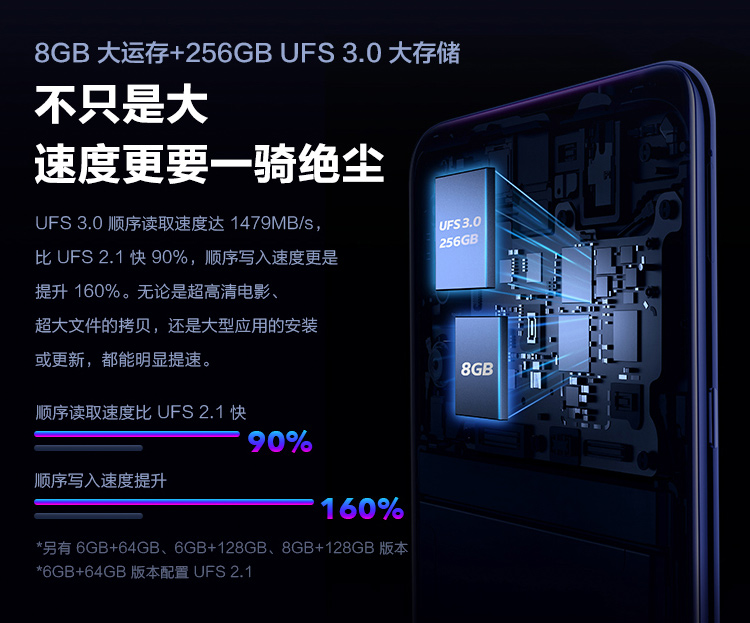 8GB 大运存+256GB UFS 3.0 大存储
不只是大
速度更要一骑绝尘
UFS 3.0 顺序读取速度达 1479MB/s，
比 UFS 2.1 快 90%，顺序写入速度更是
提升 160%。无论是超高清电影、
超大文件的拷贝，还是大型应用的安装
或更新，都能明显提速。
UFS 3.0
256GB
8GB
顺序读取速度比 UFS 2.1 快
90%
顺序写入速度提升
160%
*另有 6GB+64GB、6GB+128GB、8GB+128GB 版本
*6GB+64GB 版本配置 UFS 2.1